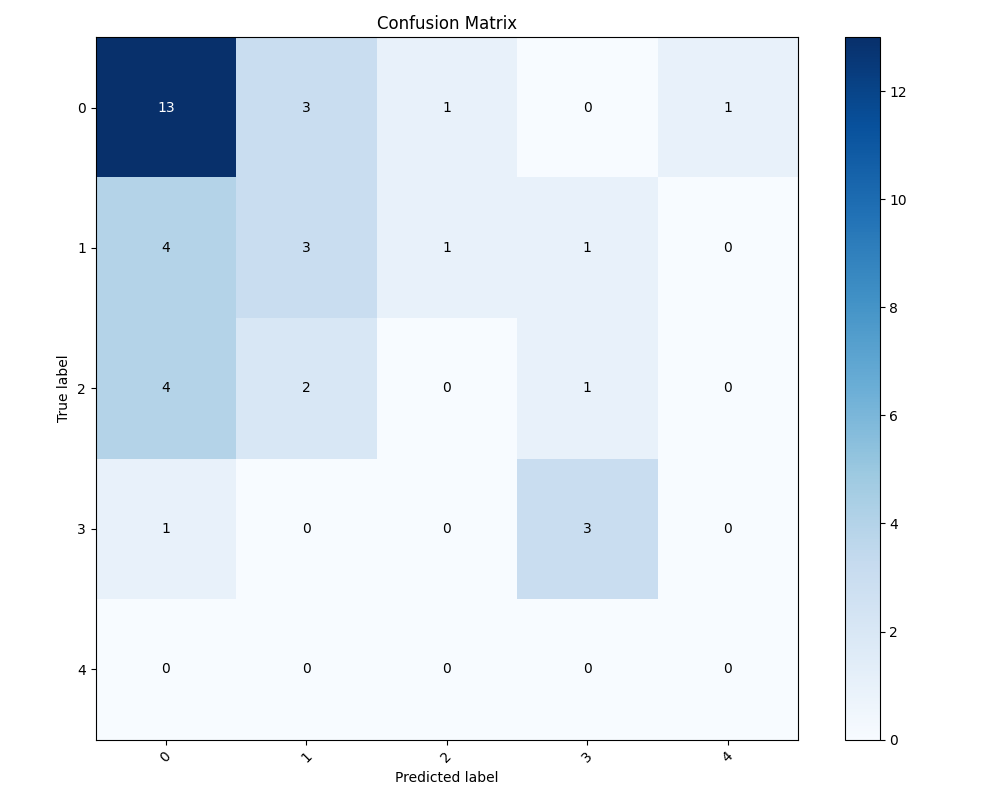 Confusion Matrix
0 13 3 1 0 1
1 4 3 1 1 0
2 4 2 0 1 0
3 1 0 0 3 0
4 0 0 0 0 0
0 1 2 3 4
True label
Predicted label
12
10
8
6
4
2
0